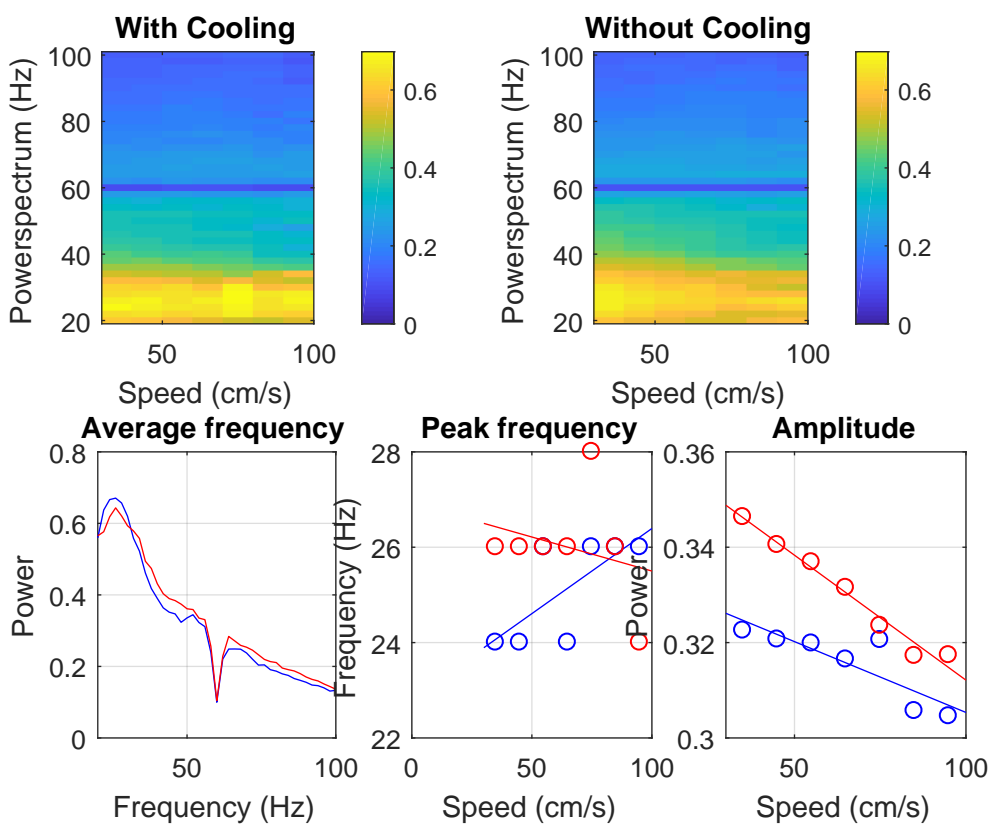 With Cooling
Powerspectrum (Hz)
100
80
60
40
20
50
100
Speed (cm/s)
0.6
0.4
0.2
0
Without Cooling
Powerspectrum (Hz)
100
80
60
40
20
50
100
Speed (cm/s)
0.6
0.4
0.2
0
Average frequency
Power
0.8
0.6
0.4
0.2
0
50
100
Frequency (Hz)
Peak frequency
Frequency (Hz)
28
26
24
22
0
50
100
Speed (cm/s)
Amplitude
Power
0.36
0.34
0.32
0.3
50
100
Speed (cm/s)